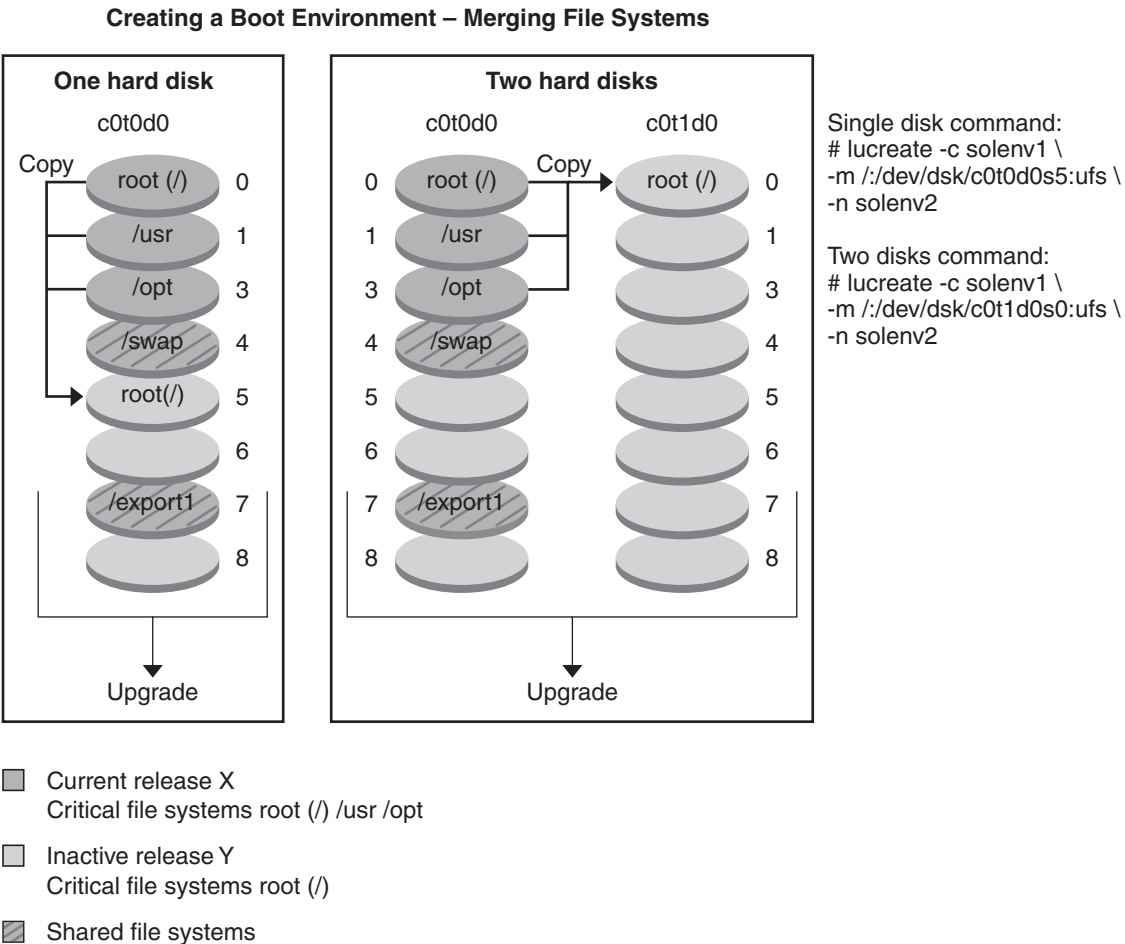 Creating a Boot Environment – Merging File Systems
One hard disk
c0t0d0
Copy
root (/) 0
/usr 1
/opt 3
/swap 4
root(/) 5
6
/export1 7
8
Upgrade
Two hard disks
c0t0d0 c0t1d0
Copy
0 root (/) root (/) 0
1 /usr 1
3 /opt 3
4 /swap 4
5 5
6 6
7 /export1 7
8 8
Upgrade
Single disk command:
# lucreate -c solenv1 \
-m /:/dev/dsk/c0t0d0s5:ufs \
-n solenv2
Two disks command:
# lucreate -c solenv1 \
-m /:/dev/dsk/c0t1d0s0:ufs \
-n solenv2
Current release X
Critical file systems root (/) /usr /opt
Inactive release Y
Critical file systems root (/)
Shared file systems